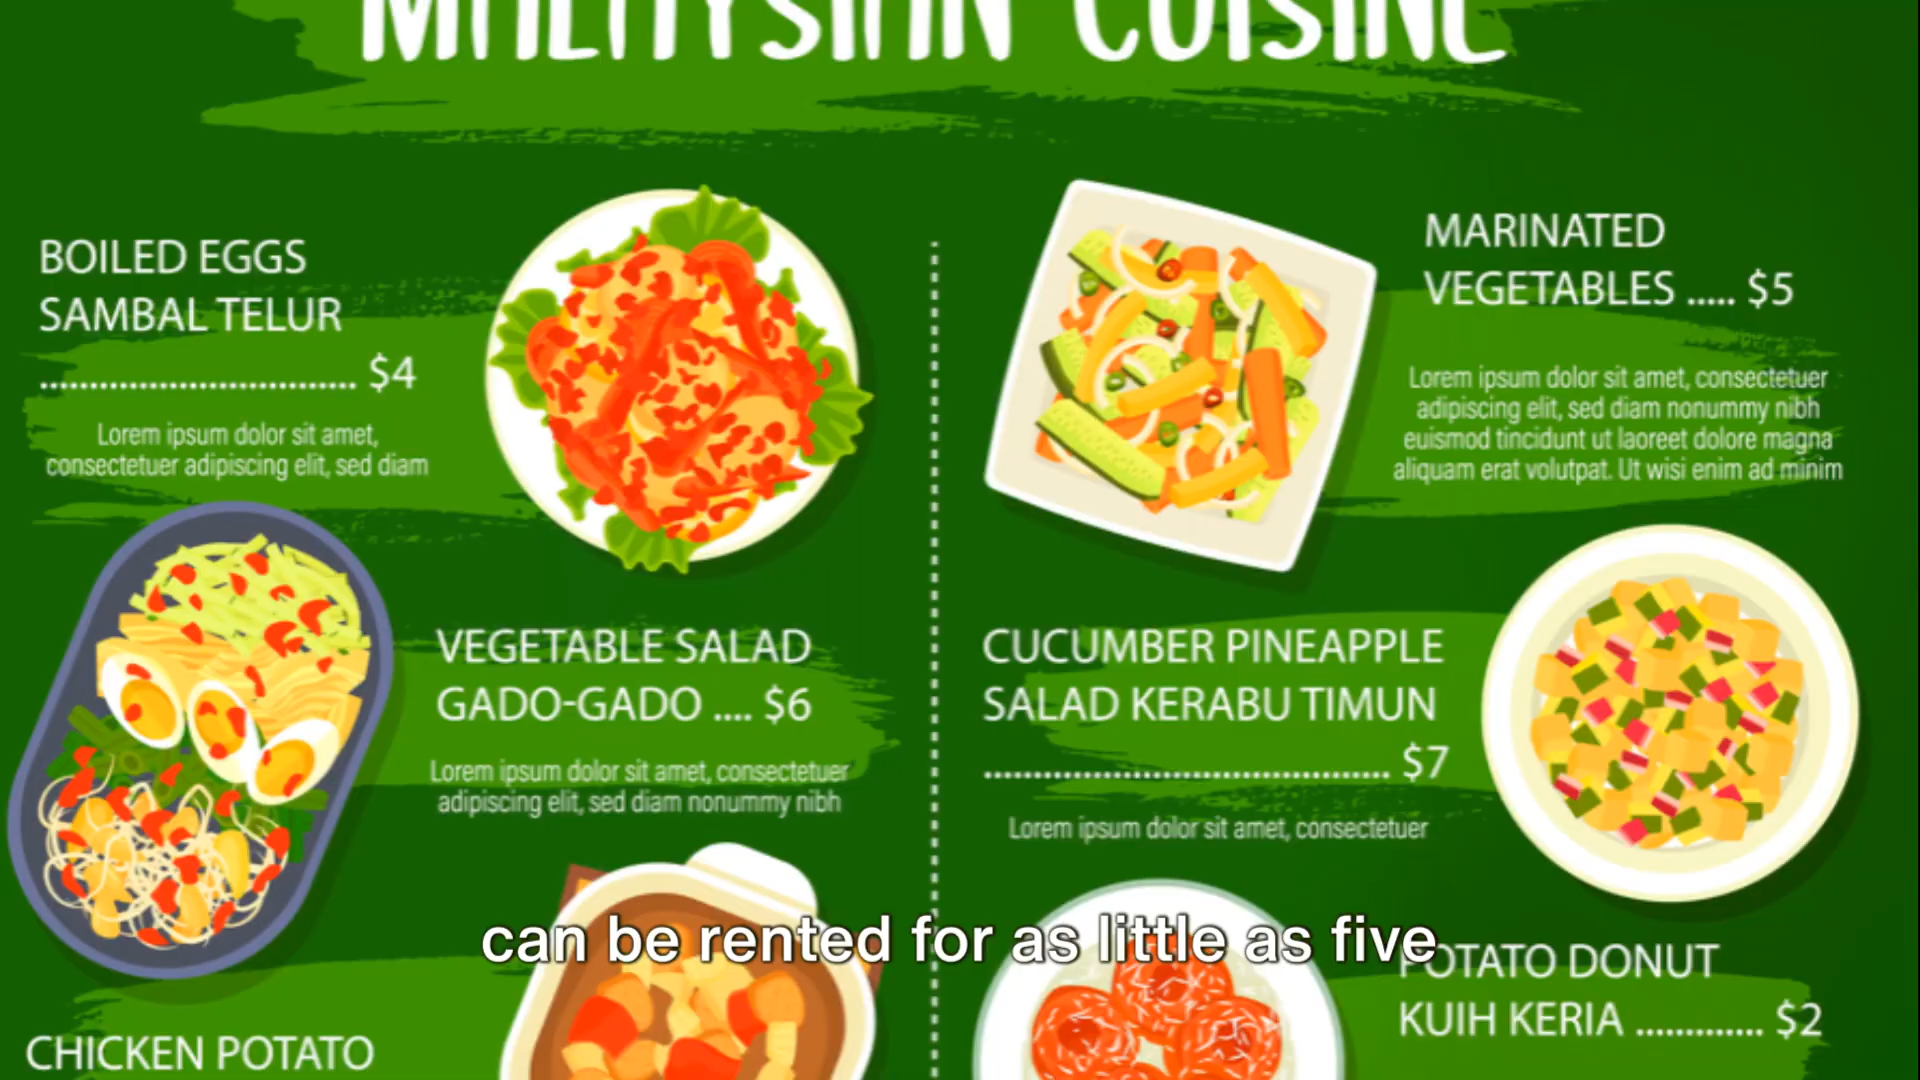 MALAYSIAN CUISINE
BOILED EGGS
SAMBAL TELUR
................................ $4
Lorem ipsum dolor sit amet,
consectetuer adipiscing elit, sed diam
MARINATED
VEGETABLES ..... $5
Lorem ipsum dolor sit amet, consectetuer
adipiscing elit, sed diam nonummy nibh
euismod tincidunt ut laoreet dolore magna
aliquam erat volutpat. Ut wisi enim ad minim
VEGETABLE SALAD
GADO-GADO .... $6
Lorem ipsum dolor sit amet, consectetuer
adipiscing elit, sed diam nonummy nibh
CUCUMBER PINEAPPLE
SALAD KERABU TIMUN
......................................... $7
Lorem ipsum dolor sit amet, consectetuer
can be rented for as little as five
POTATO DONUT
KUIH KERIA ............. $2
CHICKEN POTATO